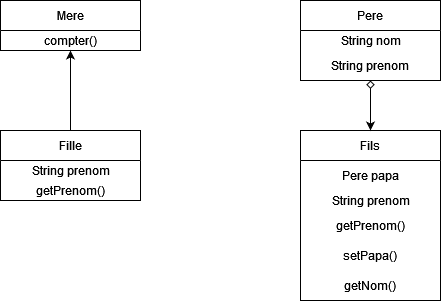 Mere
compter()
Fille
String prenom
getPrenom()
Pere
String nom
String prenom
Fils
Pere papa
String prenom
getPrenom()
setPapa()
getNom()